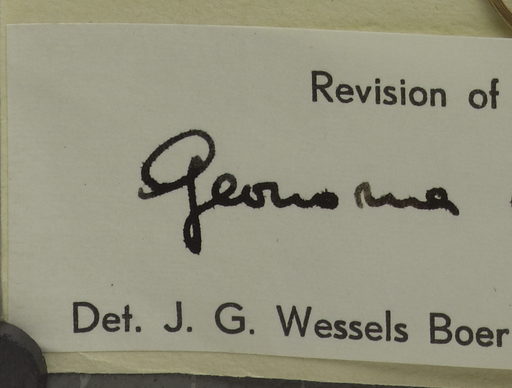 Revision of
Geonoma
Det. J. G. Wessels Boer